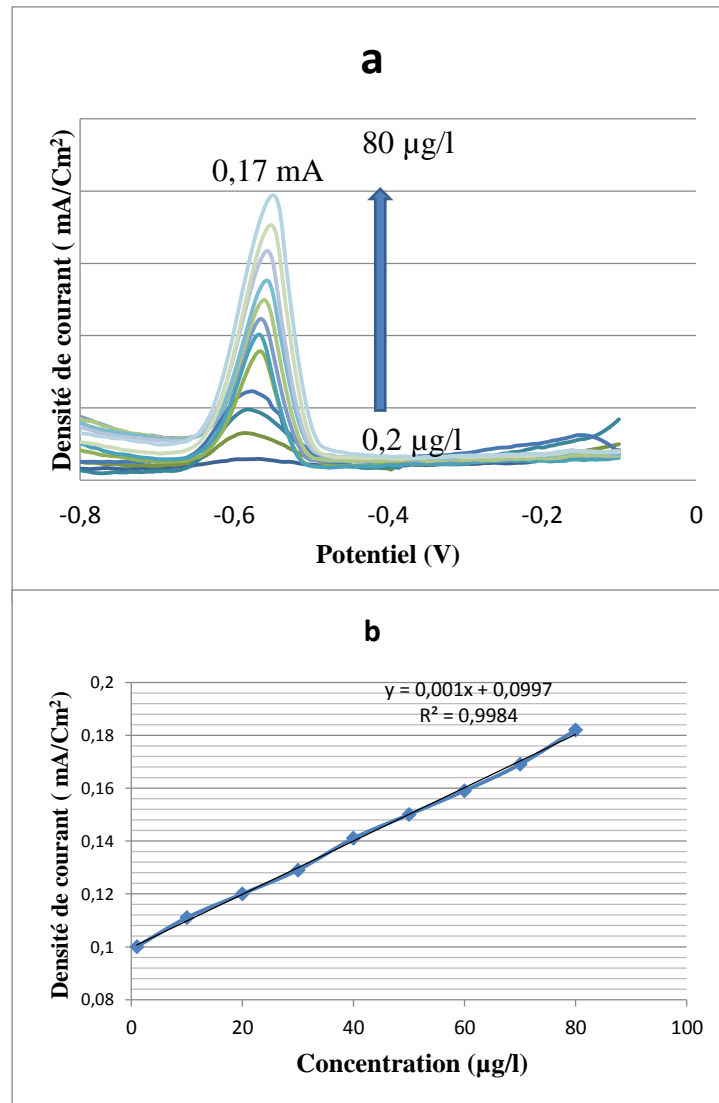 a
Densité de courant ( mA/Cm²)
80 µg/l
0,17 mA
0,2 µg/l
-0,8 -0,6 -0,4 -0,2 0
Potentiel (V)
b
Densité de courant ( mA/Cm²)
y = 0,001x + 0,0997
R² = 0,9984
0,2
0,18
0,16
0,14
0,12
0,1
0,08
0 20 40 60 80 100
Concentration (µg/l)